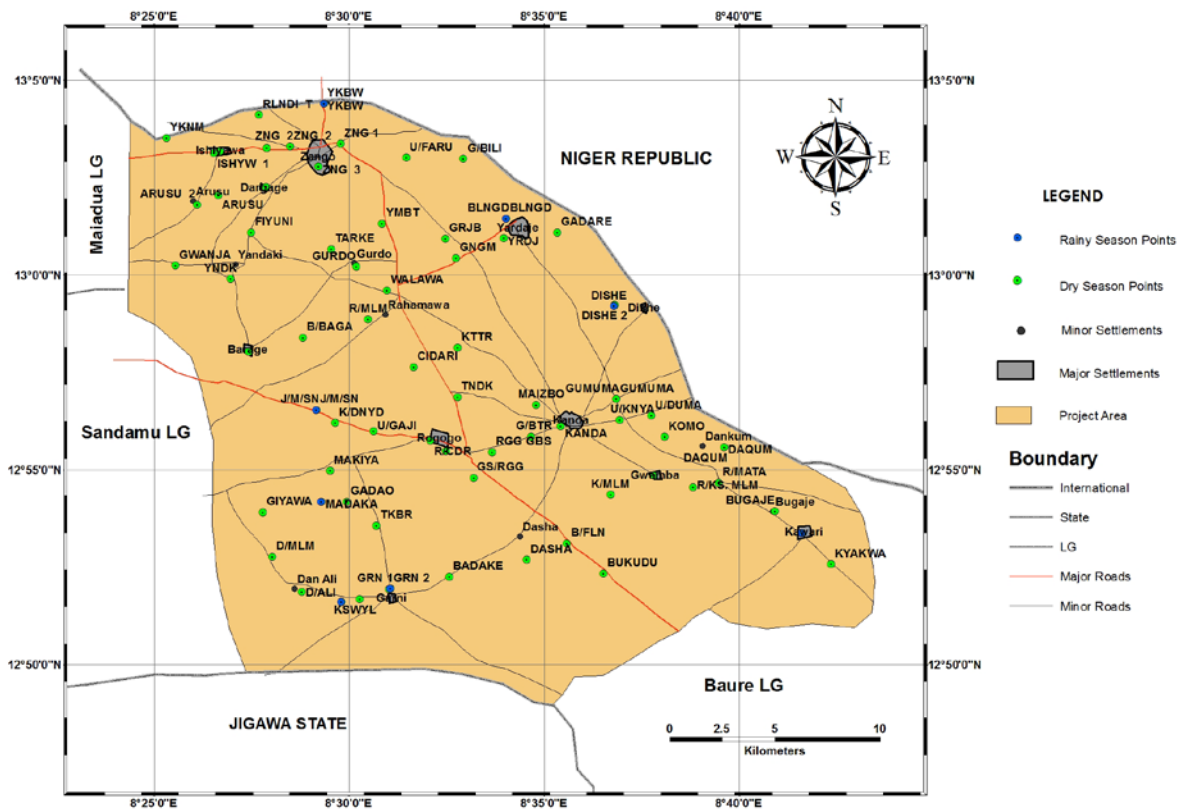 8°25'0"E 8°30'0"E 8°35'0"E 8°40'0"E
13°5'0"N 13°5'0"N
YKBW
YKBW
RLNDI T
YKNM
ZNG 2 ZNG 2 ZNG 1
Ishiyawa
ISHYW 1
Zango
ZNG 3
U/FARU G/BILI
NIGER REPUBLIC
N
W E
S
Maiadua LG
Darbage
ARUSU 2 Arusu
ARUSU
FIYUNI
YMBT
BLNGDBLNGD
Yardaje
GRJB
YRDJ
GADARE
TARKE
GNGM
GWANJA Yandaki
GURDO Gurdo
YNDK
13°0'0"N 13°0'0"N
WALAWA
R/MLM Rahamawa
DISHE
DISHE 2
Dishe
B/BAGA
Barage
KTTR
CIDARI
TNDK
J/M/SNJ/M/SN
MAIZBO
GUMUMAGUMUMA
U/KNYA U/DUMA
K/DNYD
U/GAJI
G/BTR
Kanda
KANDA
KOMO
Sandamu LG
Rogogo
R/CDR
RGG GBS
Dankum
DAQUM
DAQUM
12°55'0"N 12°55'0"N
MAKIYA
GS/RGG
Gwamba
R/MATA
K/MLM
R/KS. MLM
GIYAWA
MADAKA
GADAO
BUGAJE
Bugaje
TKBR
Kawari
Dasha
B/FLN
D/MLM
DASHA
KYAKWA
BADAKE
BUKUDU
Dan Ali
D/ALI
GRN 1GRN 2
Garni
KSWYL
12°50'0"N 12°50'0"N
JIGAWA STATE
Baure LG
0 2.5 5 10
Kilometers
8°25'0"E 8°30'0"E 8°35'0"E 8°40'0"E
LEGEND
Rainy Season Points
Dry Season Points
Minor Settlements
Major Settlements
Project Area
Boundary
International
State
LG
Major Roads
Minor Roads